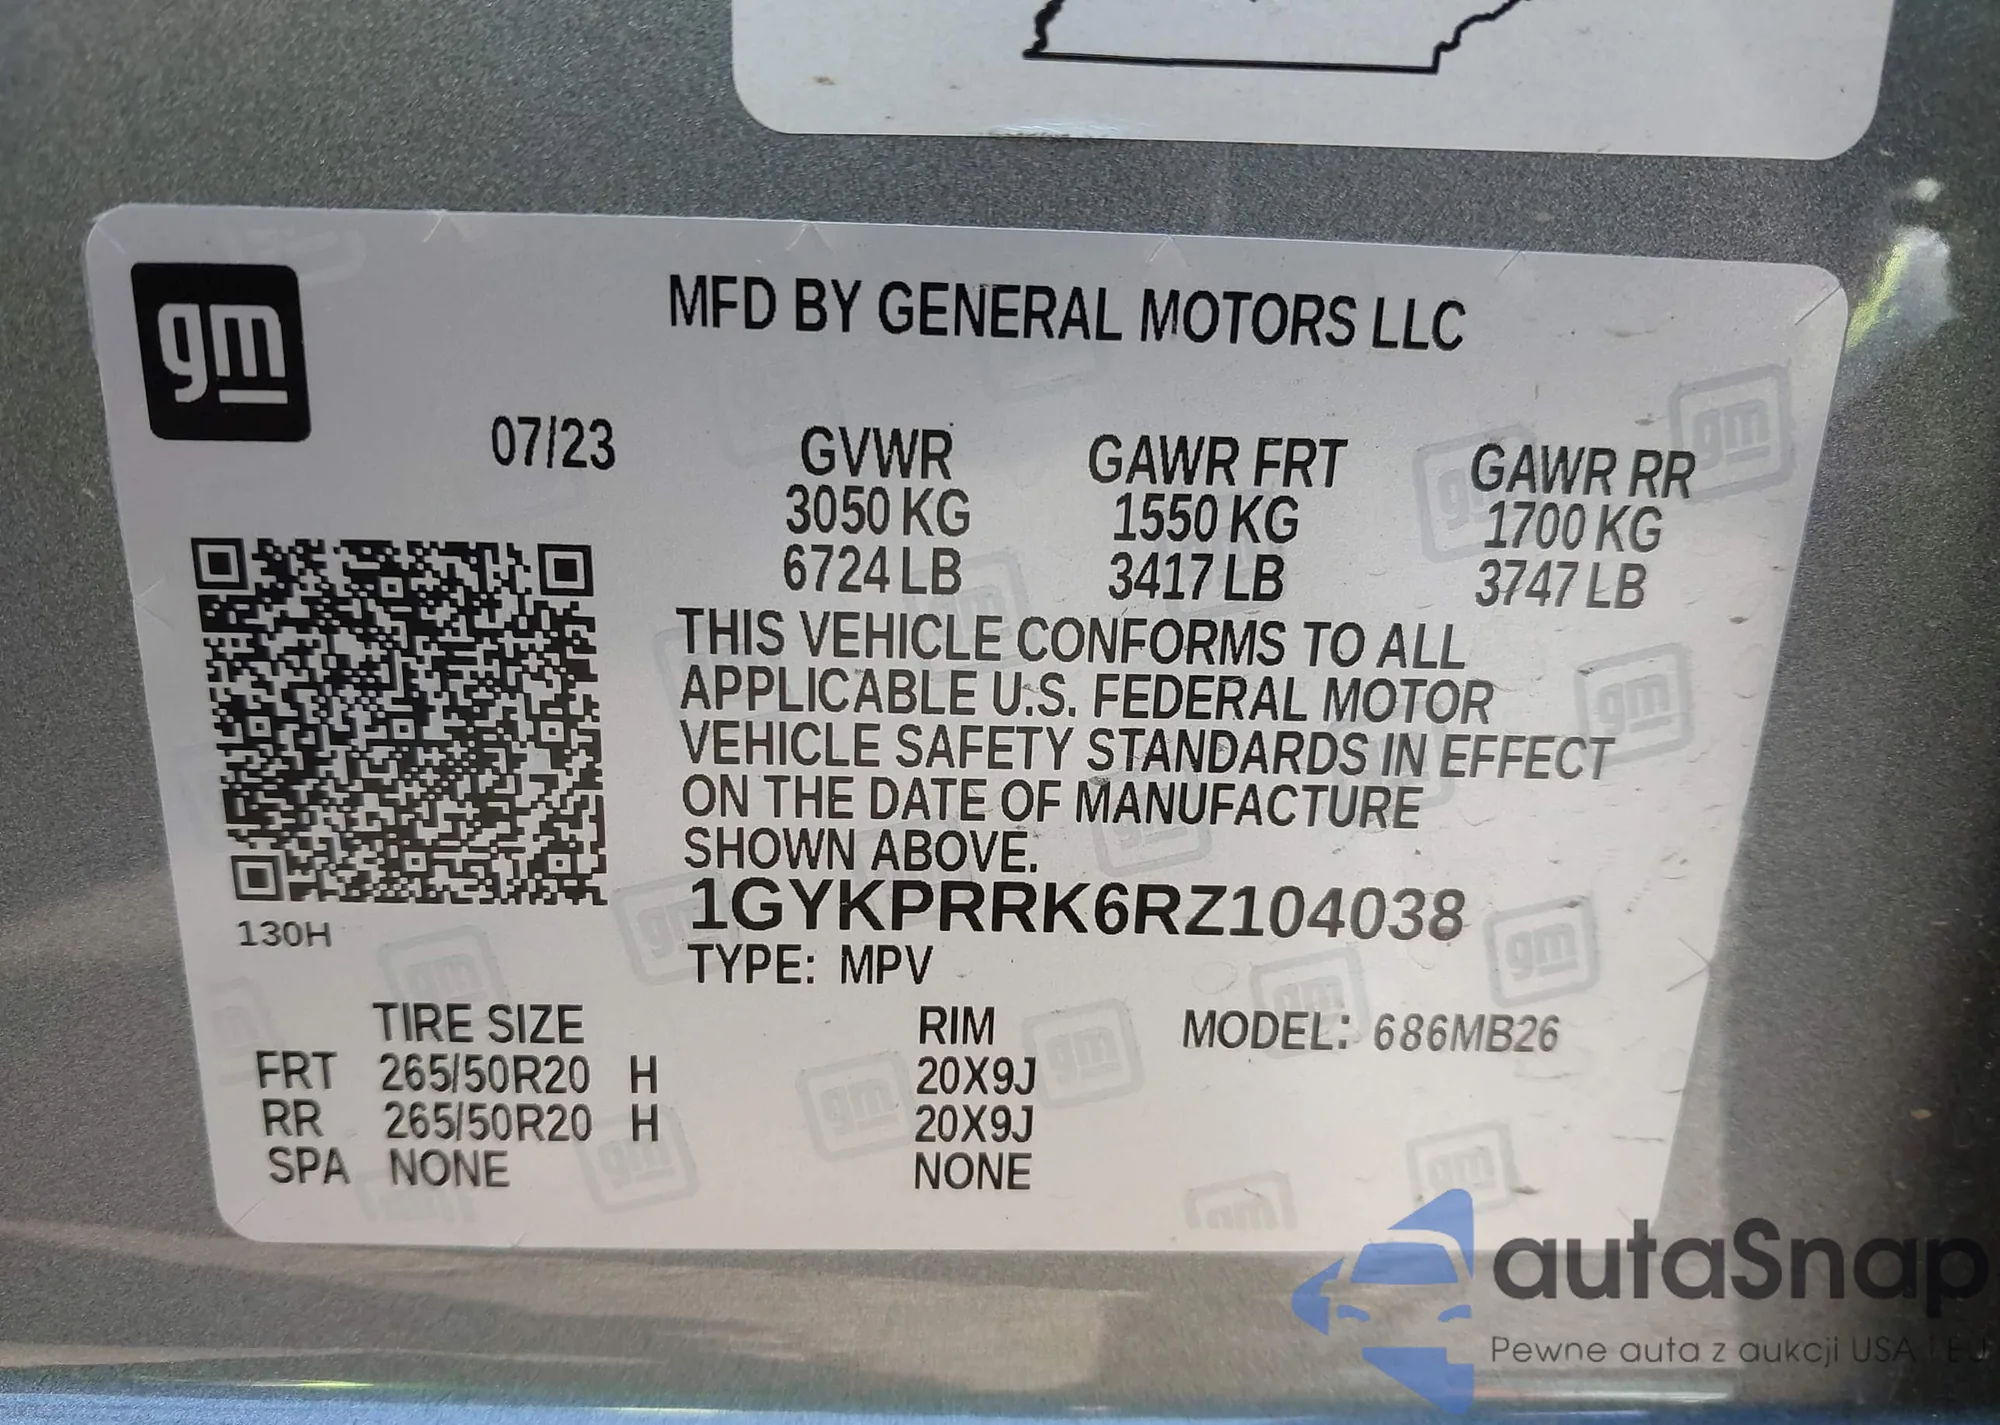 gm
MFD BY GENERAL MOTORS LLC
07/23
GVWR GAWR FRT GAWR RR
3050 KG 1550 KG 1700 KG
6724 LB 3417 LB 3747 LB
THIS VEHICLE CONFORMS TO ALL
APPLICABLE U.S. FEDERAL MOTOR
VEHICLE SAFETY STANDARDS IN EFFECT
ON THE DATE OF MANUFACTURE
SHOWN ABOVE.
1GYKPRRK6RZ104038
130H
TYPE: MPV
TIRE SIZE RIM MODEL: 686MB26
FRT 265/50R20 H 20X9J
RR 265/50R20 H 20X9J
SPA NONE NONE
autaSnap
Pewne auta z aukcji USA i EU